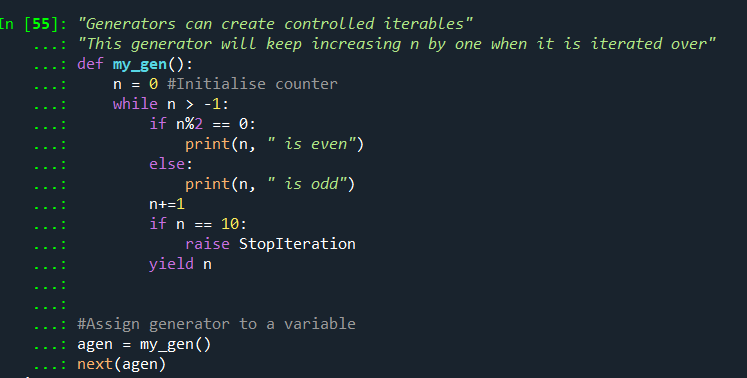 In [55]: "Generators can create controlled iterables"
...: "This generator will keep increasing n by one when it is iterated over"
...: def my_gen():
...:     n = 0 #Initialise counter
...:     while n > -1:
...:         if n%2 == 0:
...:             print(n, " is even")
...:         else:
...:             print(n, " is odd")
...:         n+=1
...:         if n == 10:
...:             raise StopIteration
...:         yield n
...:
...:
...: #Assign generator to a variable
...: agen = my_gen()
...: next(agen)